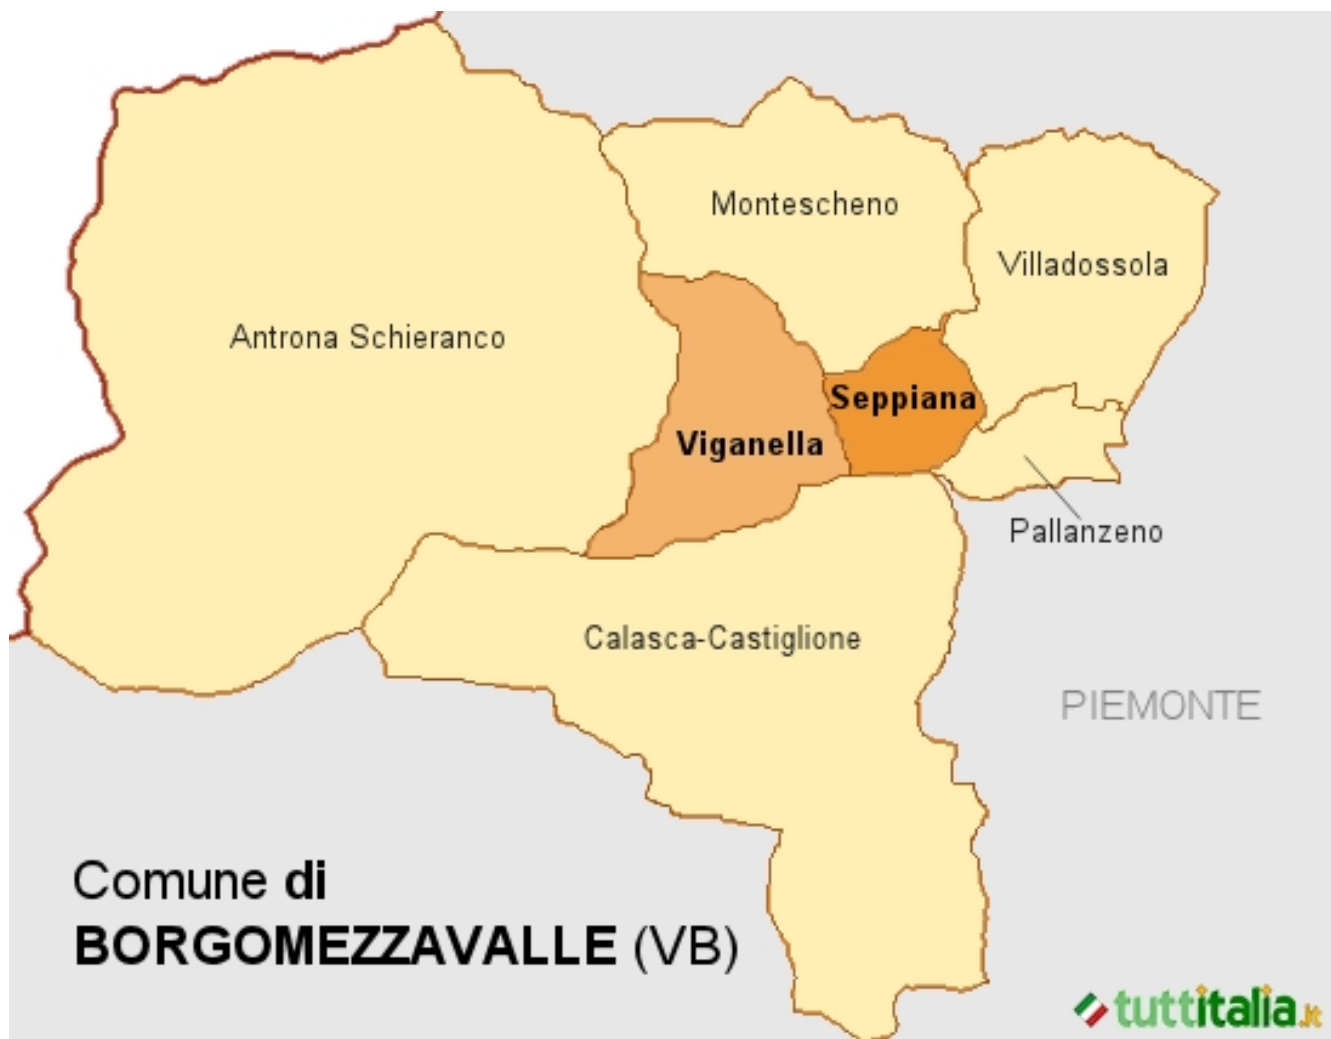 Montescheno
Villadossola
Antrona Schieranco
Seppiana
Viganella
Pallanzeno
Calasca-Castiglione
PIEMONTE
Comune di
BORGOMEZZAVALLE (VB)
tuttitalia.it